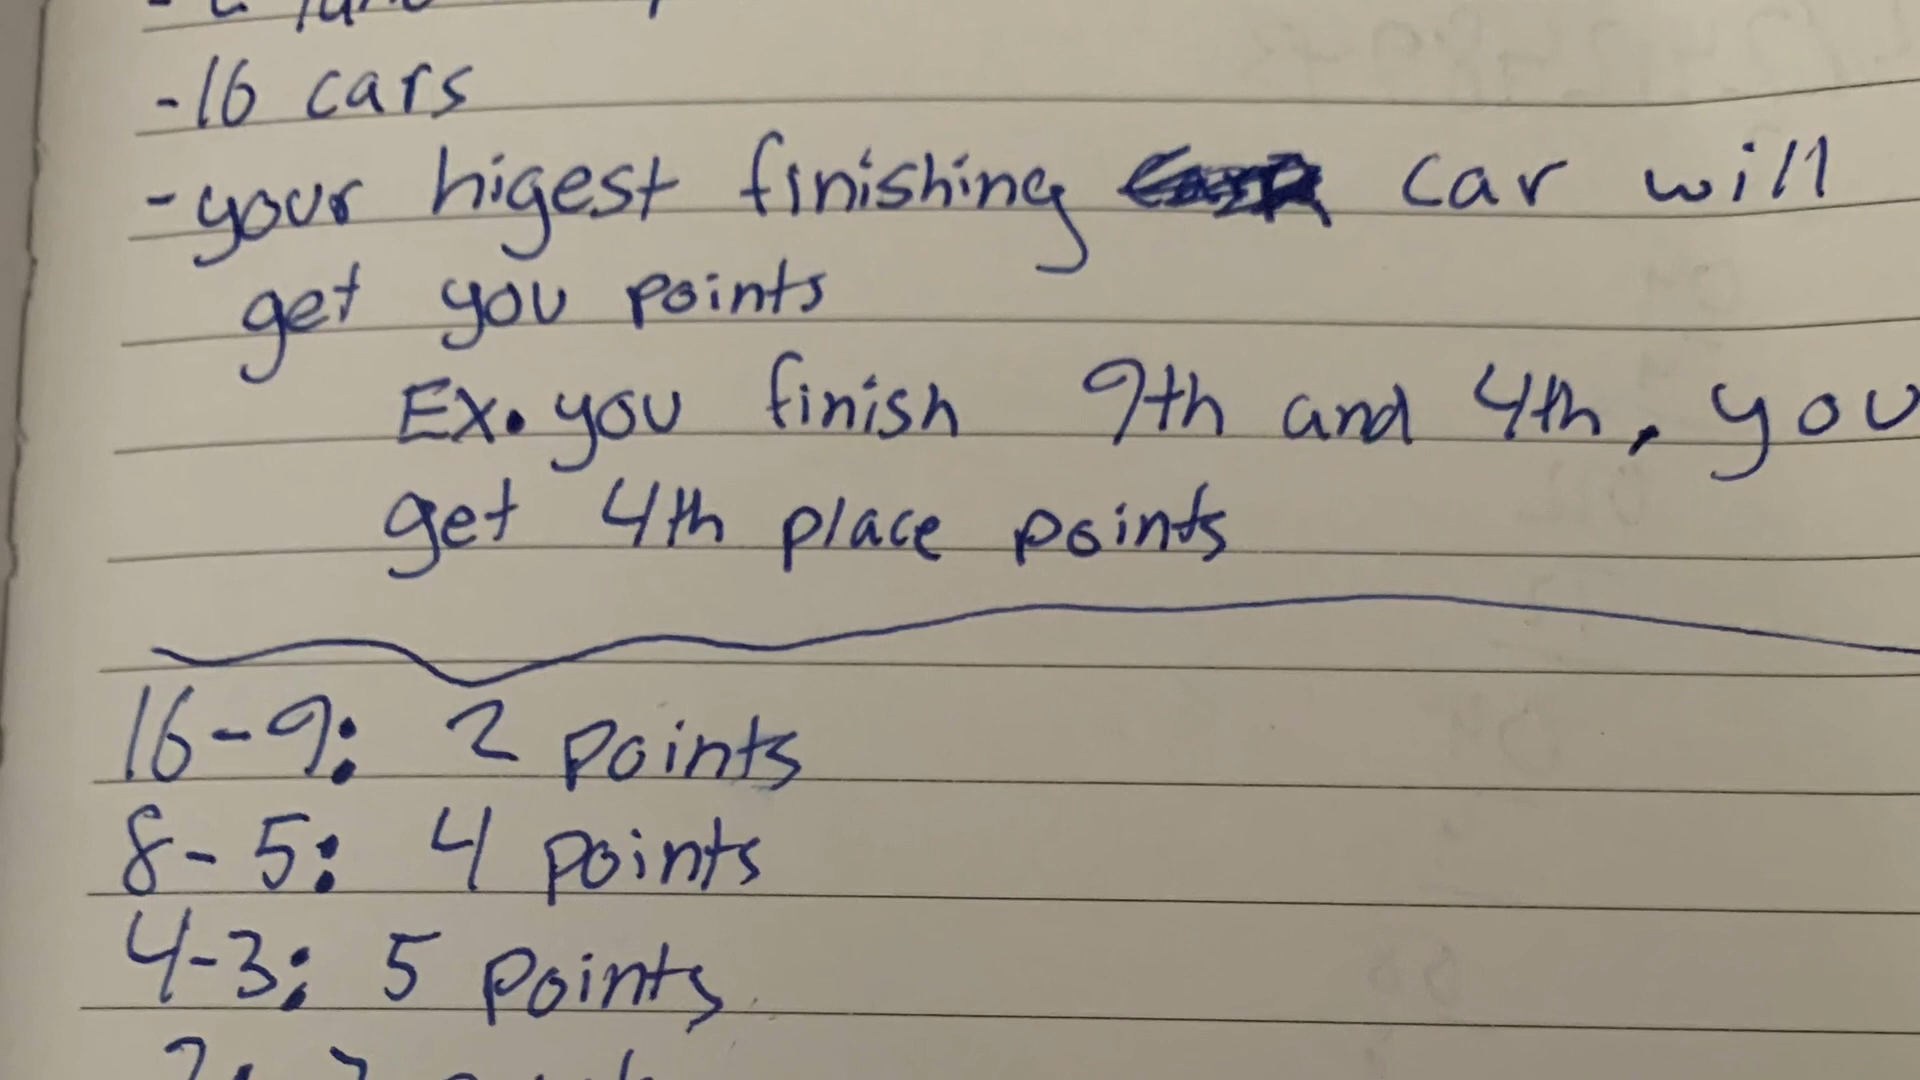 -16 cars
-your higest finishing car will
get you points
Ex. you finish 9th and 4th, you
get 4th place points
16-9: 2 points
8-5: 4 points
4-3: 5 points